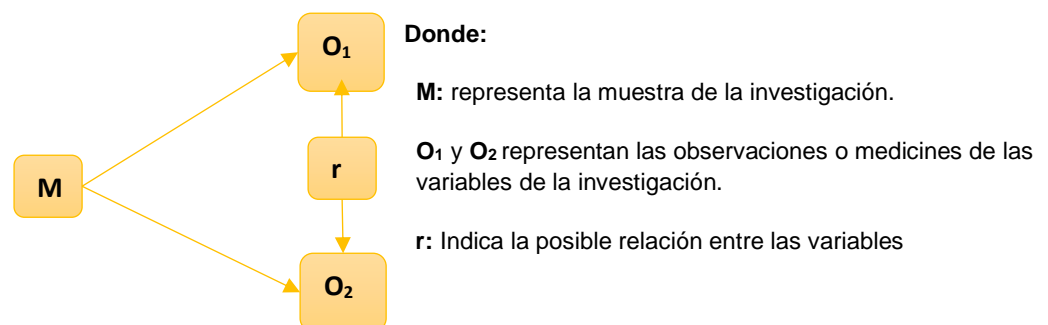 O₁
Donde:
M: representa la muestra de la investigación.
r
O₁ y O₂ representan las observaciones o medicines de las
variables de la investigación.
M
r: Indica la posible relación entre las variables
O₂